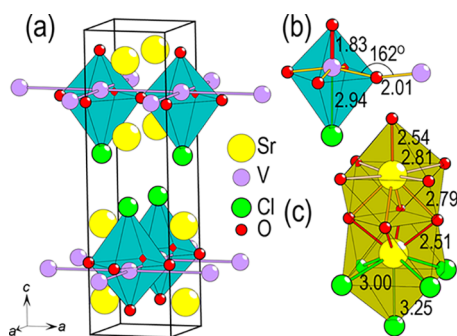 (a)
(b)
1.83
162°
2.01
2.94
Sr
V
Cl
O
(c)
2.54
2.81
2.79
2.51
3.00
3.25
c
a
a